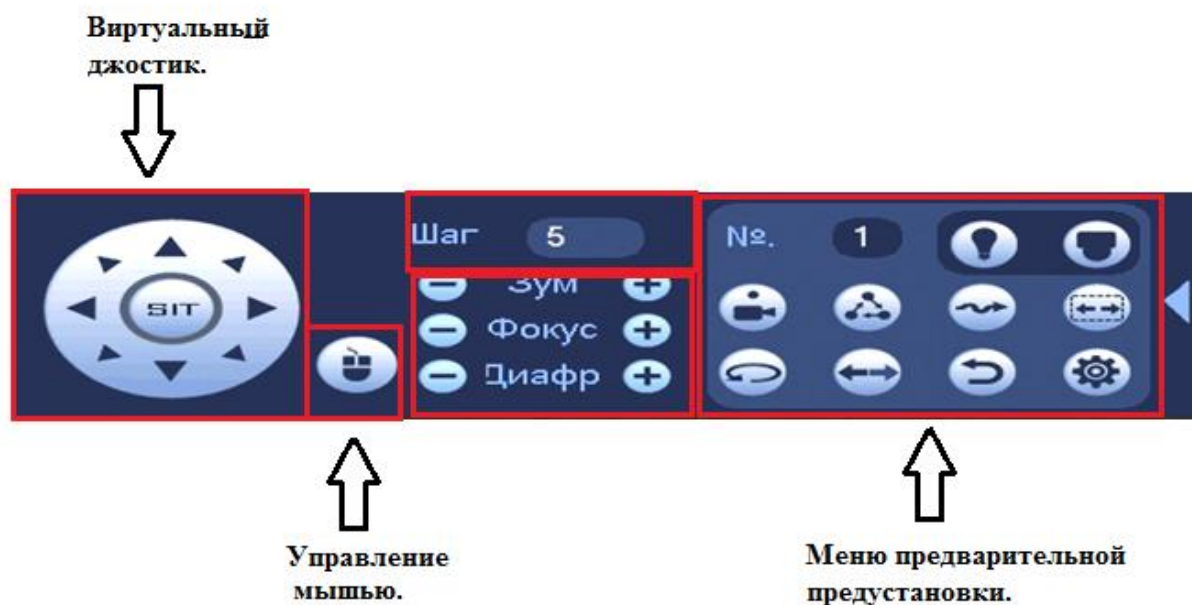 Виртуальный
джостик.
Шаг 5
№. 1
SIT
Зум
Фокус
Диафр
Управление
мышью.
Меню предварительной
предустановки.